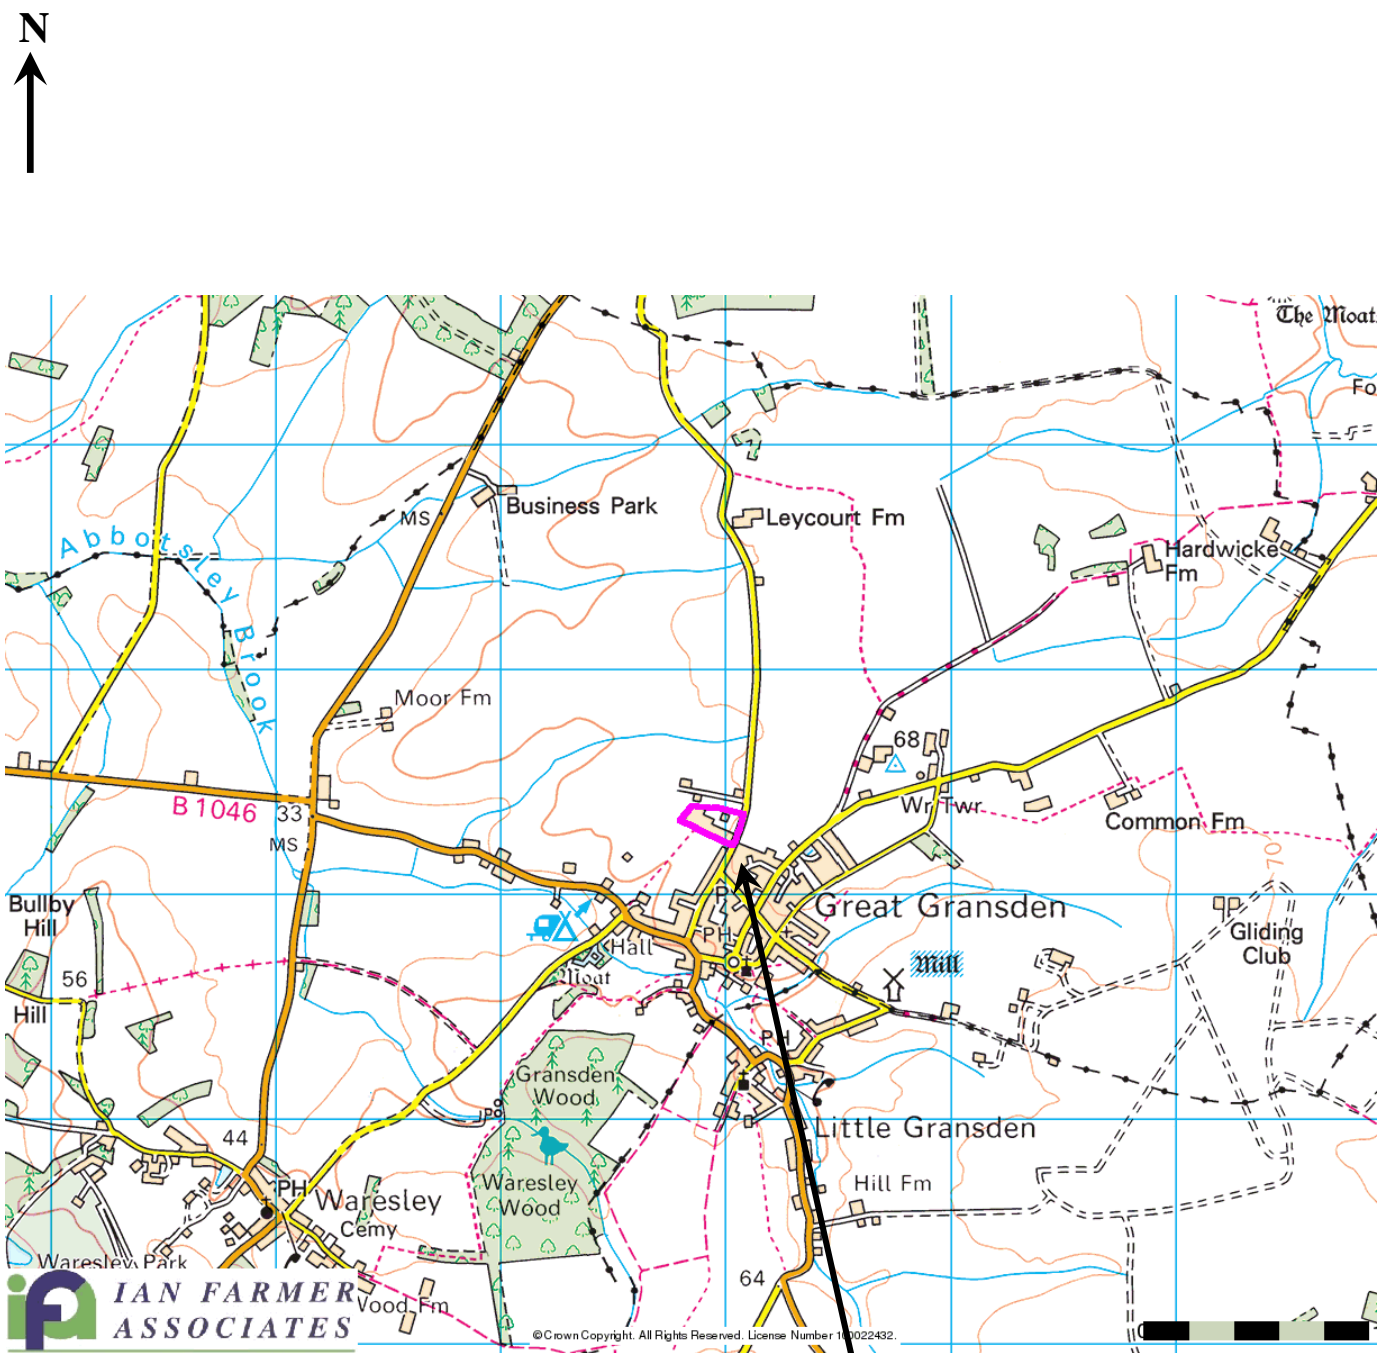 N
The Moat
Fo
Business Park
MS
Leycourt Fm
Abbotsley Brook
Hardwicke
Fm
Moor Fm
68
B 1046
33
MS
Wr Twr
Common Fm
70
Bullby
Hill
P
Great Gransden
PH
Hall
Moat
Mill
Gliding
Club
56
Hill
PH
Gransden
Wood
44
Little Gransden
Waresley
Wood
Hill Fm
PH
Waresley
Cemy
Waresley Park
64
IAN FARMER
ASSOCIATES
Wood Fm
© Crown Copyright. All Rights Reserved. License Number 100022432.
0